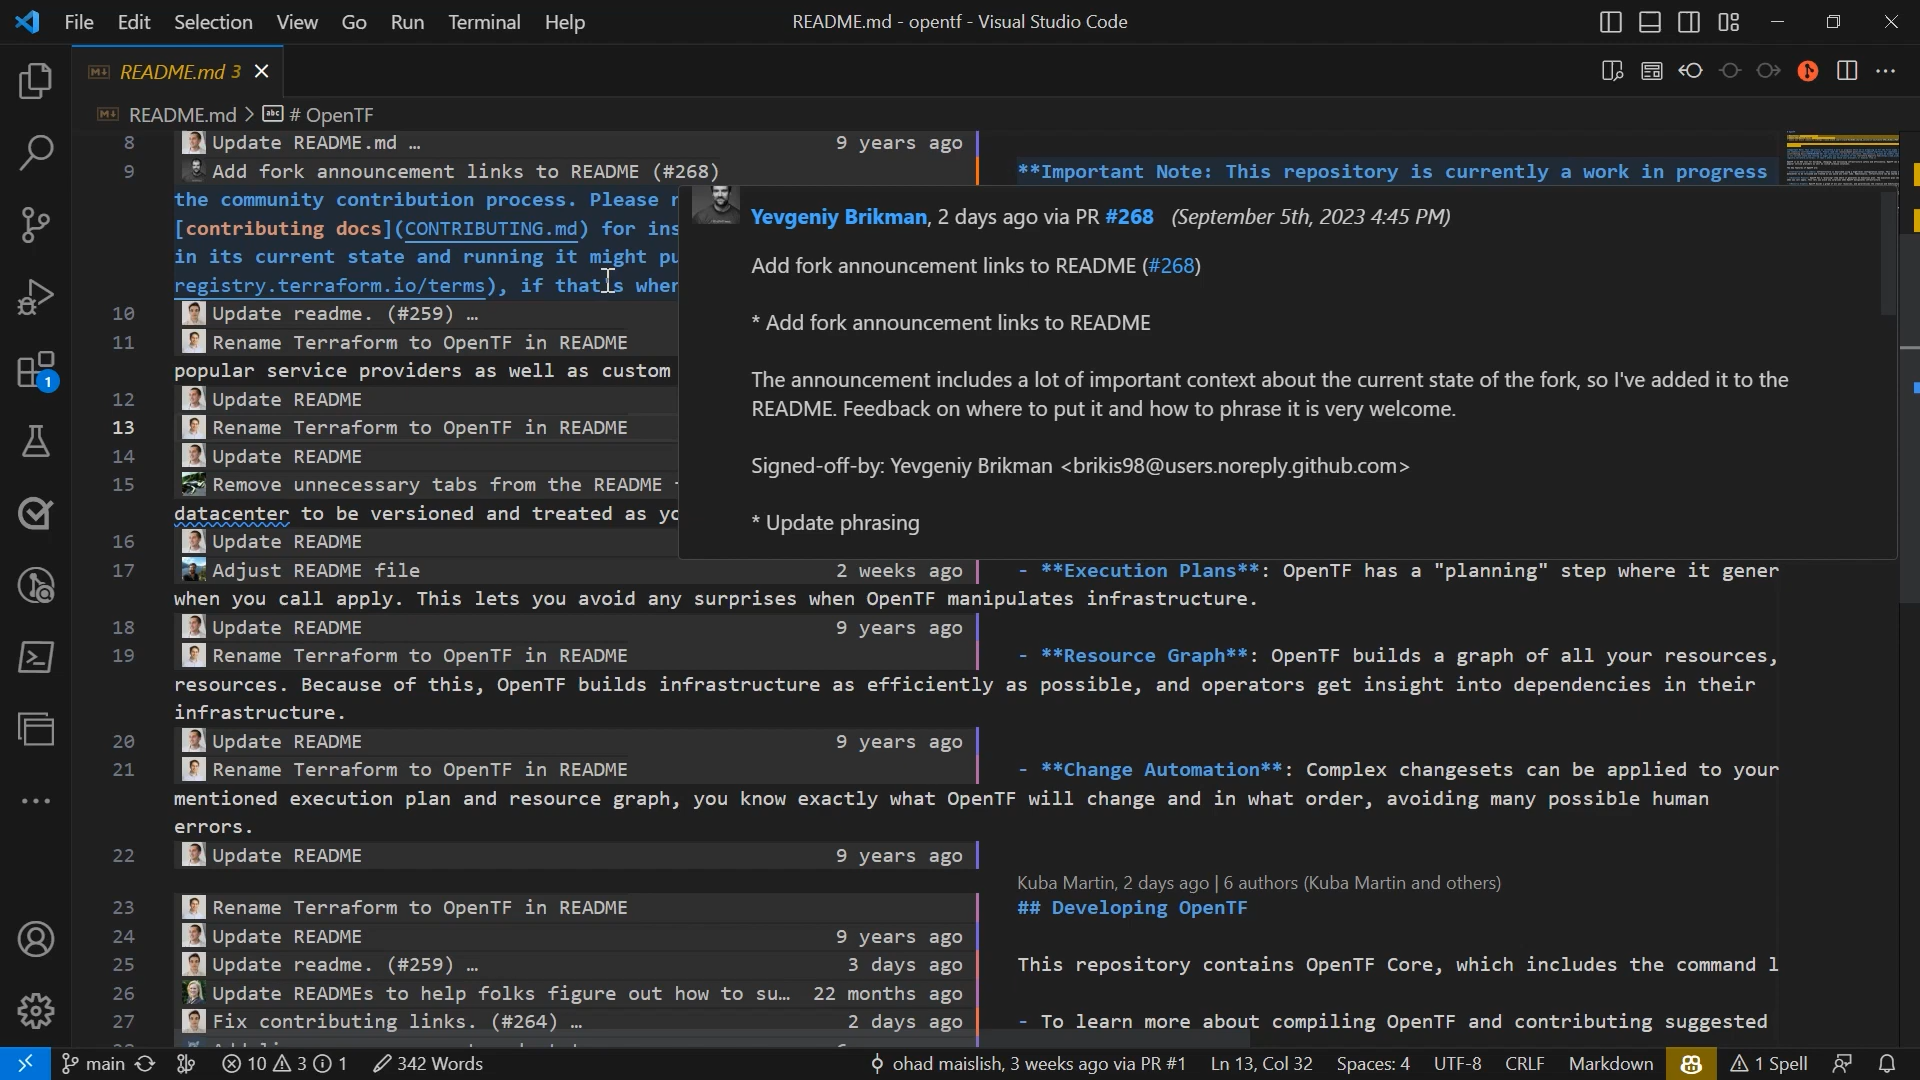 File Edit Selection View Go Run Terminal Help
README.md - opentf - Visual Studio Code
README.md 3
README.md > # OpenTF
8 Update README.md … 9 years ago
9 Add fork announcement links to README (#268) **Important Note: This repository is currently a work in progress
the community contribution process. Please r
[contributing docs](CONTRIBUTING.md) for ins
in its current state and running it might pu
registry.terraform.io/terms), if that's wher
Yevgeniy Brikman, 2 days ago via PR #268 (September 5th, 2023 4:45 PM)
Add fork announcement links to README (#268)
* Add fork announcement links to README
The announcement includes a lot of important context about the current state of the fork, so I've added it to the
README. Feedback on where to put it and how to phrase it is very welcome.
Signed-off-by: Yevgeniy Brikman <brikis98@users.noreply.github.com>
* Update phrasing
10 Update readme. (#259) …
11 Rename Terraform to OpenTF in README
popular service providers as well as custom
12 Update README
13 Rename Terraform to OpenTF in README
14 Update README
15 Remove unnecessary tabs from the README
datacenter to be versioned and treated as yo
16 Update README
17 Adjust README file 2 weeks ago - **Execution Plans**: OpenTF has a "planning" step where it gener
when you call apply. This lets you avoid any surprises when OpenTF manipulates infrastructure.
18 Update README 9 years ago
19 Rename Terraform to OpenTF in README - **Resource Graph**: OpenTF builds a graph of all your resources,
resources. Because of this, OpenTF builds infrastructure as efficiently as possible, and operators get insight into dependencies in their
infrastructure.
20 Update README 9 years ago
21 Rename Terraform to OpenTF in README - **Change Automation**: Complex changesets can be applied to your
mentioned execution plan and resource graph, you know exactly what OpenTF will change and in what order, avoiding many possible human
errors.
22 Update README 9 years ago
Kuba Martin, 2 days ago | 6 authors (Kuba Martin and others)
23 Rename Terraform to OpenTF in README ## Developing OpenTF
24 Update README 9 years ago
25 Update readme. (#259) … 3 days ago This repository contains OpenTF Core, which includes the command l
26 Update READMEs to help folks figure out how to su… 22 months ago
27 Fix contributing links. (#264) … 2 days ago - To learn more about compiling OpenTF and contributing suggested
1
main 10 3 1 342 Words ohad maislish, 3 weeks ago via PR #1 Ln 13, Col 32 Spaces: 4 UTF-8 CRLF Markdown 1 Spell